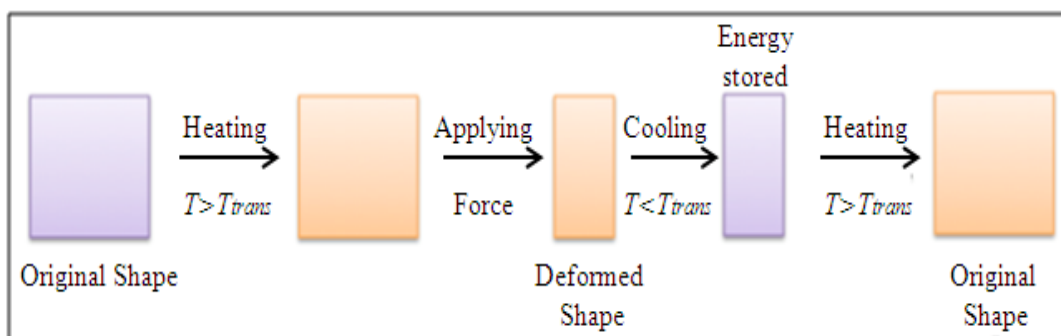 Original Shape
Heating
T>Ttrans
Applying
Force
Deformed
Shape
Cooling
T<Ttrans
Energy
stored
Heating
T>Ttrans
Original
Shape